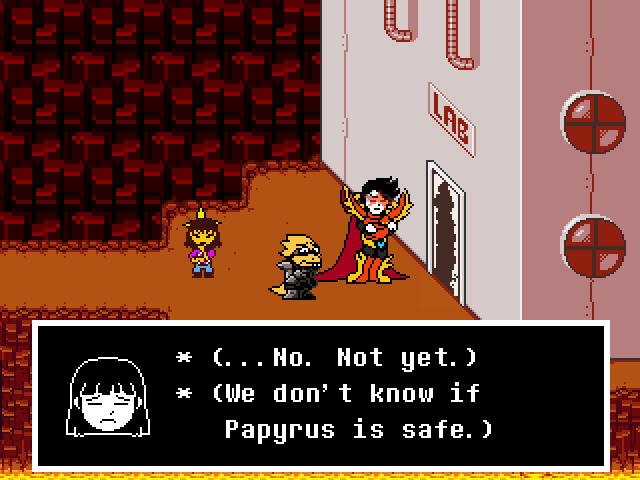 LAB
* (...No. Not yet.)
* (We don't know if
Papyrus is safe.)